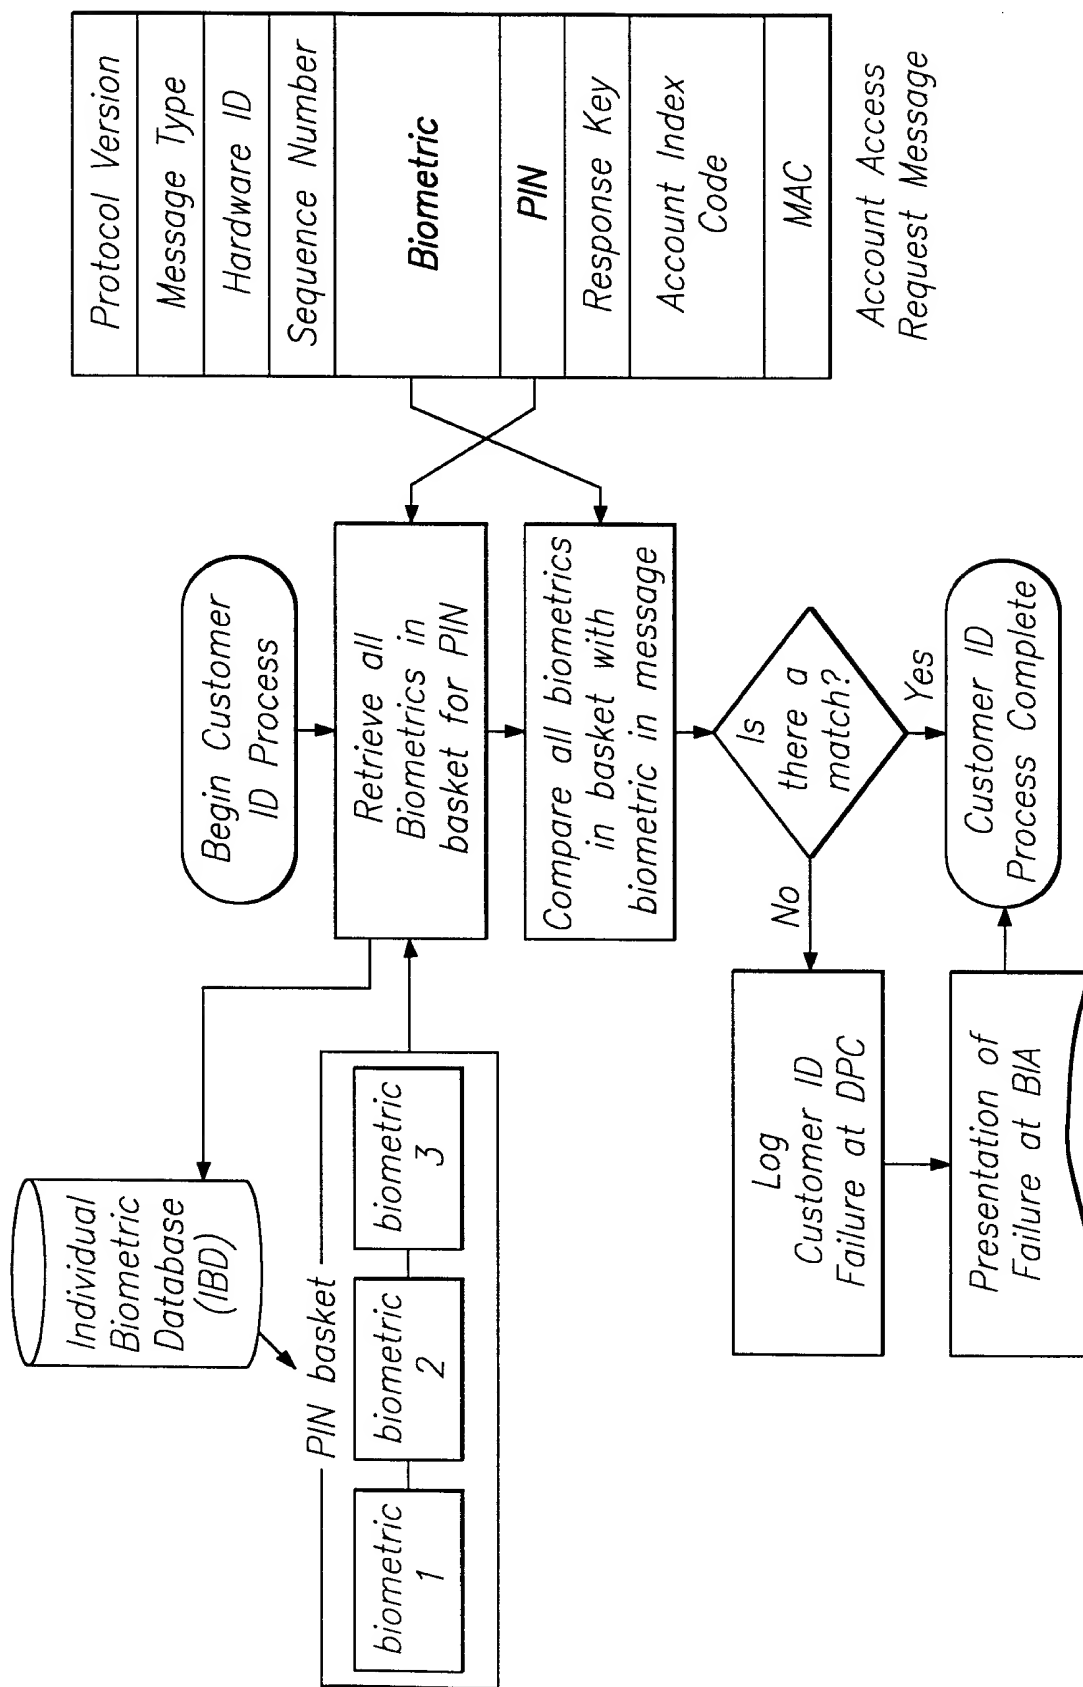 Individual
Biometric
Database
(IBD)
PIN basket
biometric
1
biometric
2
biometric
3
Begin Customer
ID Process
Retrieve all
Biometrics in
basket for PIN
Compare all biometrics
in basket with
biometric in message
Is
there a
match?
No
Yes
Log
Customer ID
Failure at DPC
Presentation of
Failure at BIA
Customer ID
Process Complete
Protocol Version
Message Type
Hardware ID
Sequence Number
Biometric
PIN
Response Key
Account Index
Code
MAC
Account Access
Request Message